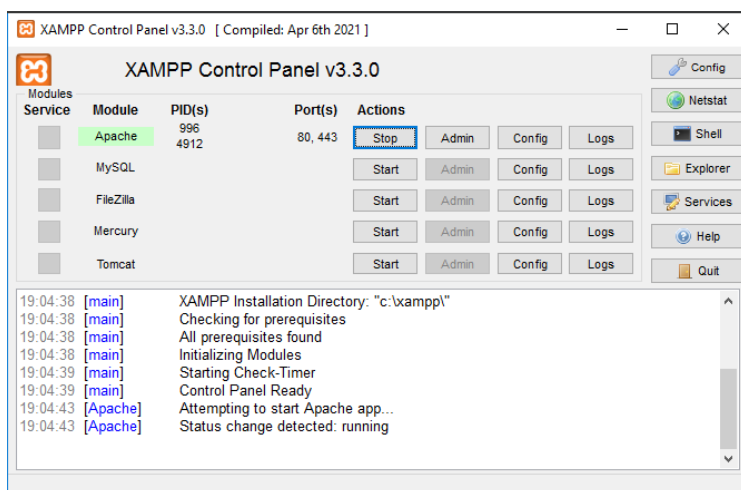 XAMPP Control Panel v3.3.0 [ Compiled: Apr 6th 2021 ]
XAMPP Control Panel v3.3.0
Config
Modules
Service Module PID(s) Port(s) Actions
Netstat
Apache 996 4912 80, 443 Stop Admin Config Logs
Shell
MySQL Start Admin Config Logs
Explorer
FileZilla Start Admin Config Logs
Services
Mercury Start Admin Config Logs
Help
Tomcat Start Admin Config Logs
Quit
19:04:38 [main] XAMPP Installation Directory: "c:\xampp\"
19:04:38 [main] Checking for prerequisites
19:04:38 [main] All prerequisites found
19:04:38 [main] Initializing Modules
19:04:39 [main] Starting Check-Timer
19:04:39 [main] Control Panel Ready
19:04:43 [Apache] Attempting to start Apache app...
19:04:43 [Apache] Status change detected: running